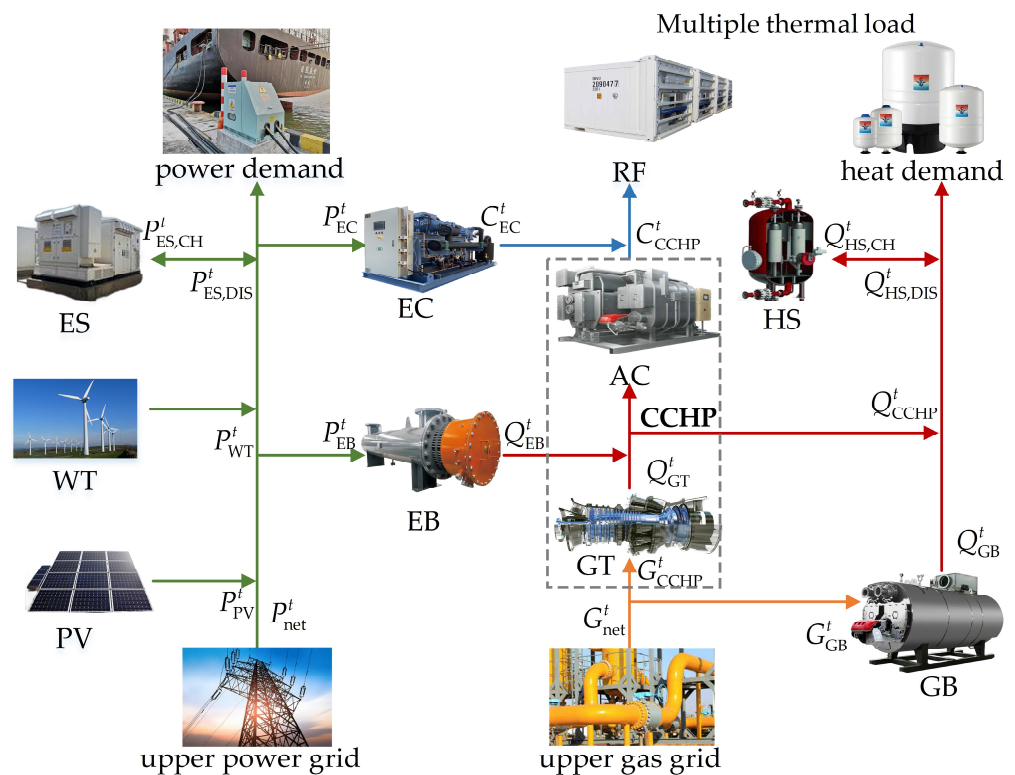 Multiple thermal load
2090477
power demand
RF
heat demand
P^t_ES,CH
P^t_EC
C^t_EC
C^t_CCHP
Q^t_HS,CH
P^t_ES,DIS
Q^t_HS,DIS
ES
EC
HS
AC
P^t_WT
P^t_EB
Q^t_EB
CCHP
Q^t_CCHP
WT
Q^t_GT
EB
Q^t_GB
GT
G^t_CCHP
P^t_PV
P^t_net
G^t_net
G^t_GB
PV
GB
upper power grid
upper gas grid